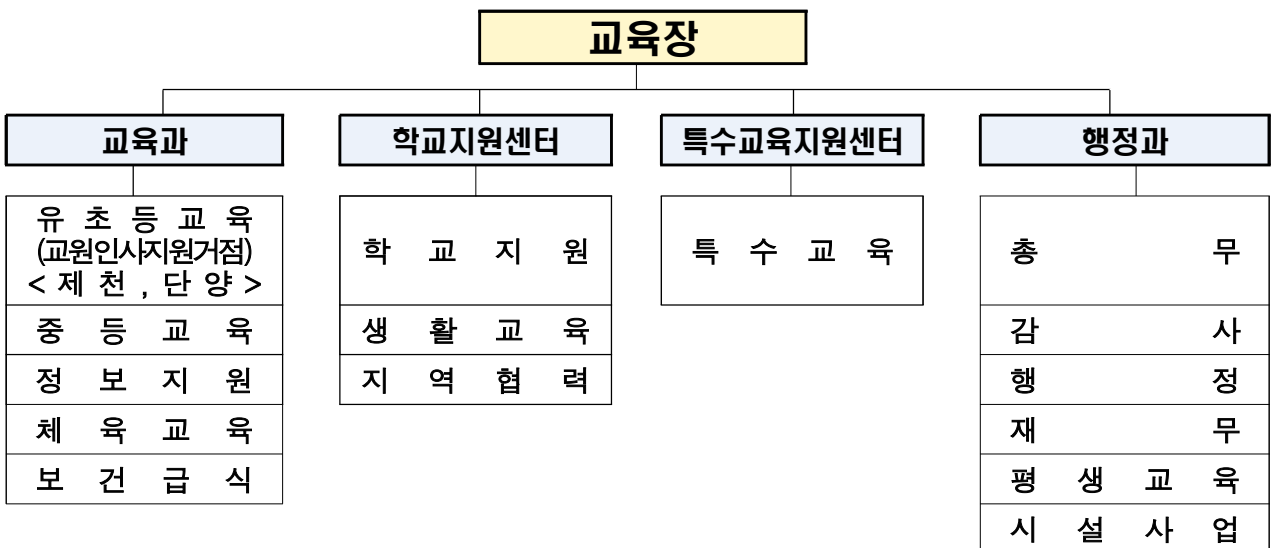 교육장
교육과
학교지원센터
특수교육지원센터
행정과
유 초 등 교 육
(교원인사지원거점)
< 제 천 , 단 양 >
중 등 교 육
정 보 지 원
체 육 교 육
보 건 급 식
학 교 지 원
생 활 교 육
지 역 협 력
특 수 교 육
총 무
감 사
행 정
재 무
평 생 교 육
시 설 사 업